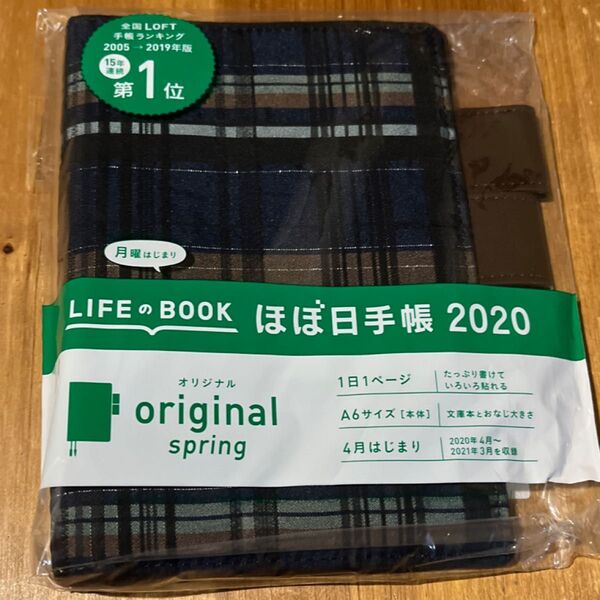 全国LOFT
手帳ランキング
2005→2019年版
15年
連続
第1位
月曜はじまり
LIFEのBOOK
ほぼ日手帳 2020
オリジナル
original
spring
1日1ページ
たっぷり書けて
いろいろ貼れる
A6サイズ[本体]
文庫本とおなじ大きさ
4月はじまり
2020年4月〜
2021年3月を収録